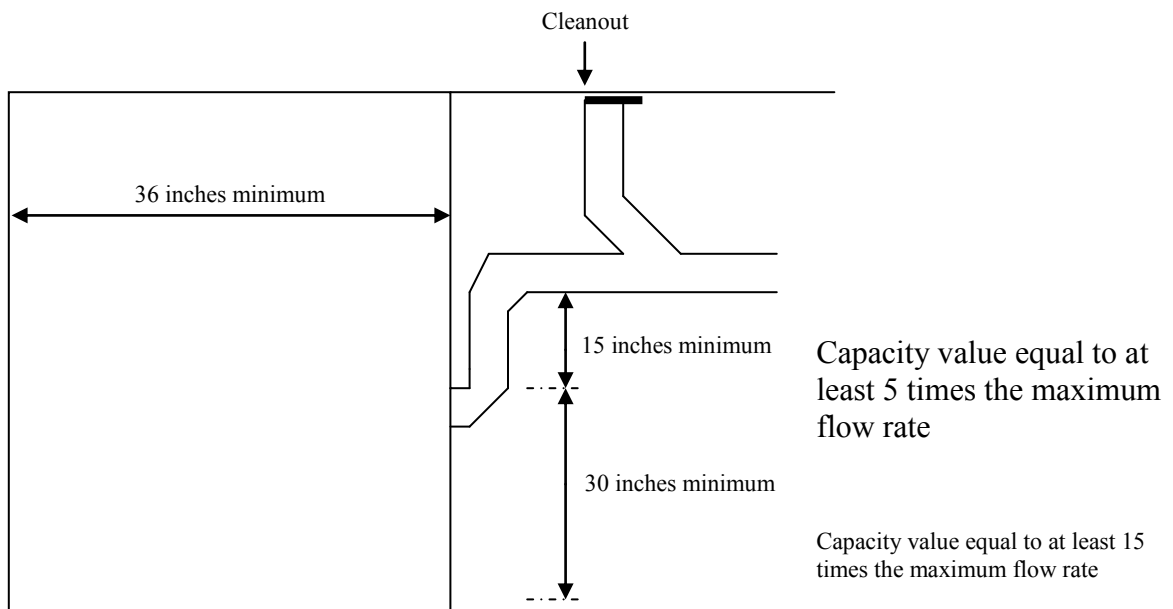 Cleanout
36 inches minimum
15 inches minimum
Capacity value equal to at
least 5 times the maximum
flow rate
30 inches minimum
Capacity value equal to at least 15
times the maximum flow rate